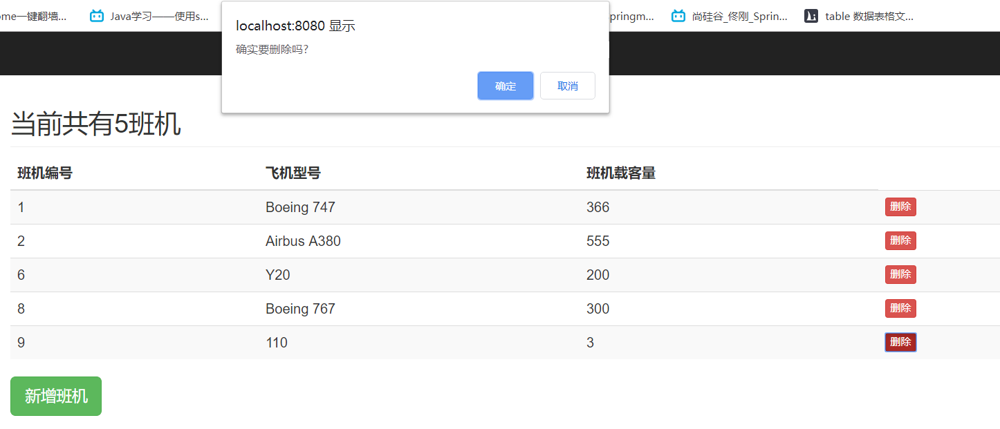 ome一键翻墙... Java学习——使用s... pringm... 尚硅谷_佟刚_Sprin... table 数据表格文...
localhost:8080 显示
确实要删除吗?
确定 取消
当前共有5班机
班机编号 飞机型号 班机载客量
1 Boeing 747 366 删除
2 Airbus A380 555 删除
6 Y20 200 删除
8 Boeing 767 300 删除
9 110 3 删除
新增班机